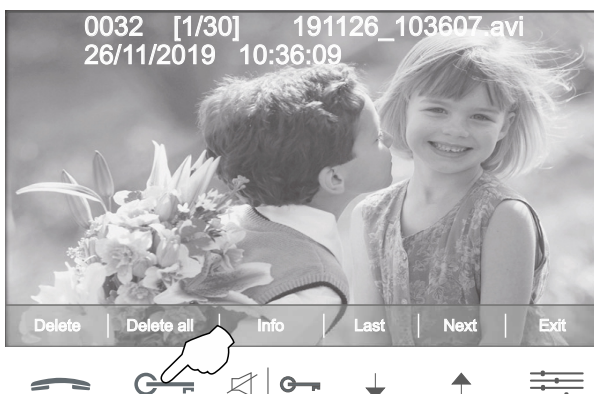 0032 [1/30] 191126_103607.avi
26/11/2019 10:36:09
Delete Delete all Info Last Next Exit